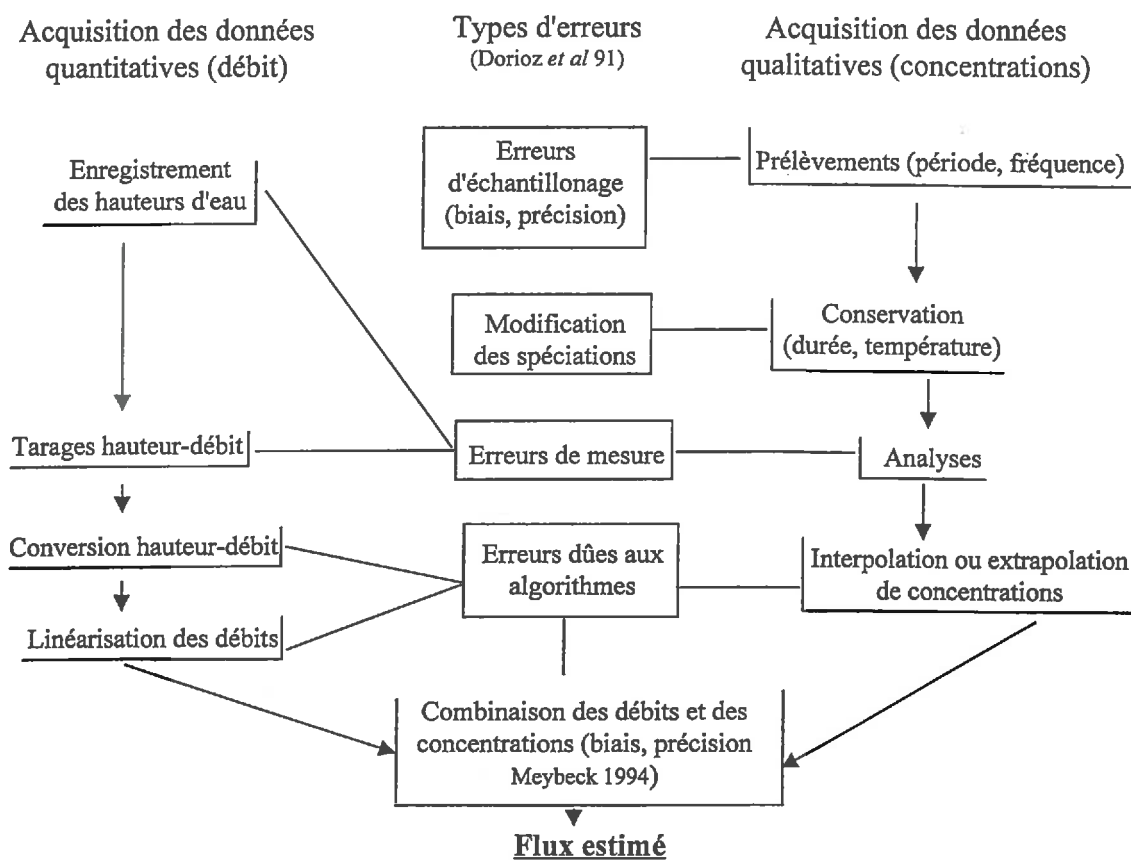 Acquisition des données
quantitatives (débit)
Types d'erreurs
(Dorioz et al 91)
Acquisition des données
qualitatives (concentrations)
Enregistrement
des hauteurs d'eau
Erreurs
d'échantillonage
(biais, précision)
Prélèvements (période, fréquence)
Modification
des spéciations
Conservation
(durée, température)
Tarages hauteur-débit
Erreurs de mesure
Analyses
Conversion hauteur-débit
Erreurs dûes aux
algorithmes
Interpolation ou extrapolation
de concentrations
Linéarisation des débits
Combinaison des débits et des
concentrations (biais, précision
Meybeck 1994)
Flux estimé